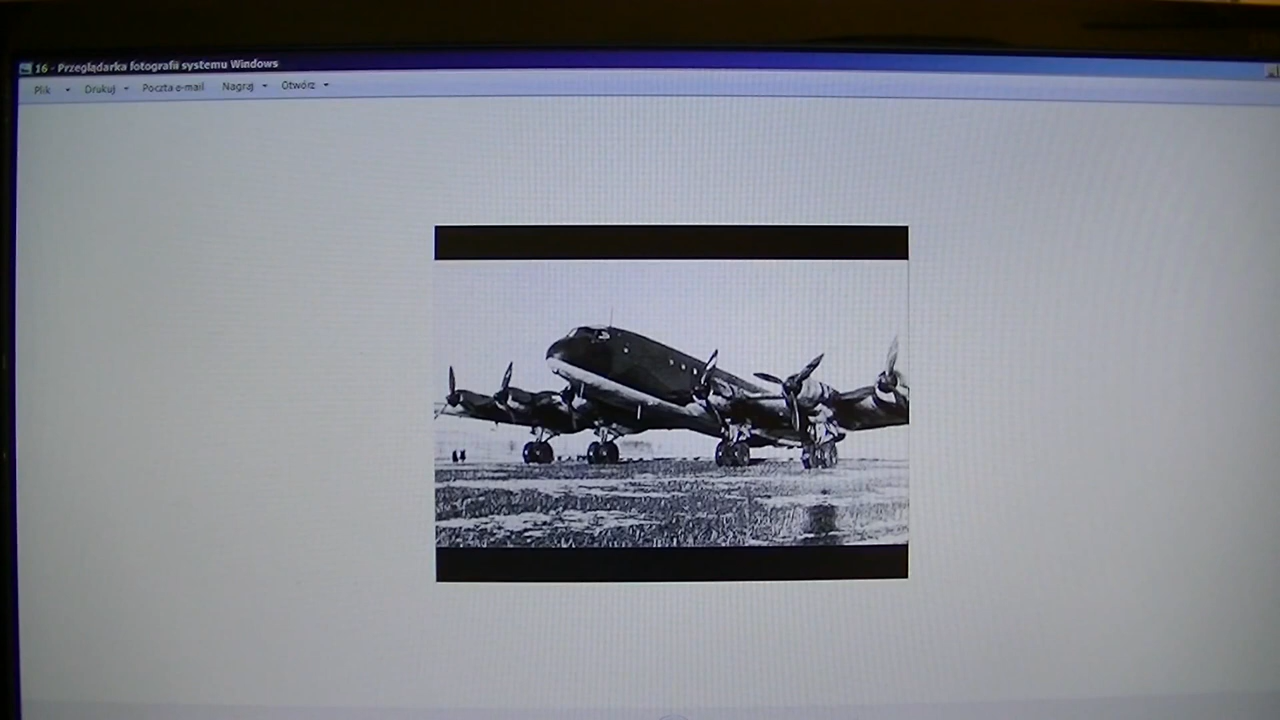 16 - Przeglądarka fotografii systemu Windows
Plik Drukuj Poczta e-mail Nagraj Otwórz